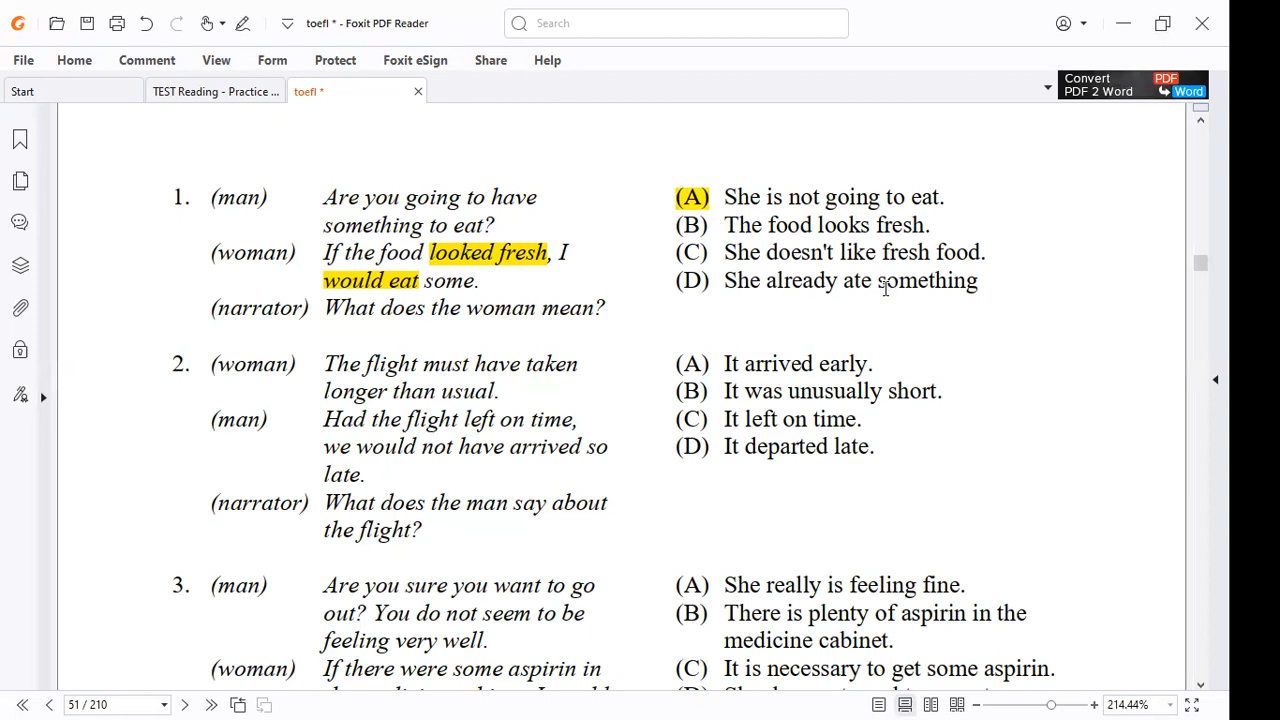 toefl * - Foxit PDF Reader
Search
File Home Comment View Form Protect Foxit eSign Share Help
Start TEST Reading - Practice ... toefl *
Convert PDF
PDF 2 Word Word
1. (man) Are you going to have (A) She is not going to eat.
something to eat? (B) The food looks fresh.
(woman) If the food looked fresh, I (C) She doesn't like fresh food.
would eat some. (D) She already ate something
(narrator) What does the woman mean?
2. (woman) The flight must have taken (A) It arrived early.
longer than usual. (B) It was unusually short.
(man) Had the flight left on time, (C) It left on time.
we would not have arrived so (D) It departed late.
late.
(narrator) What does the man say about
the flight?
3. (man) Are you sure you want to go (A) She really is feeling fine.
out? You do not seem to be (B) There is plenty of aspirin in the
feeling very well. medicine cabinet.
(woman) If there were some aspirin in (C) It is necessary to get some aspirin.
51 / 210 214.44%